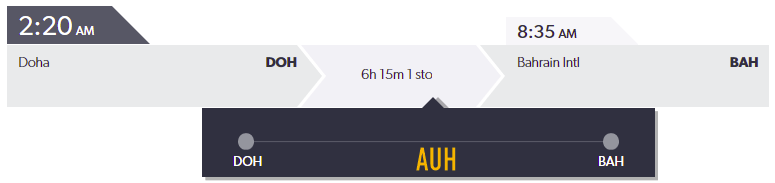 2:20 AM
8:35 AM
Doha DOH
6h 15m 1 sto
Bahrain Intl BAH
DOH AUH BAH